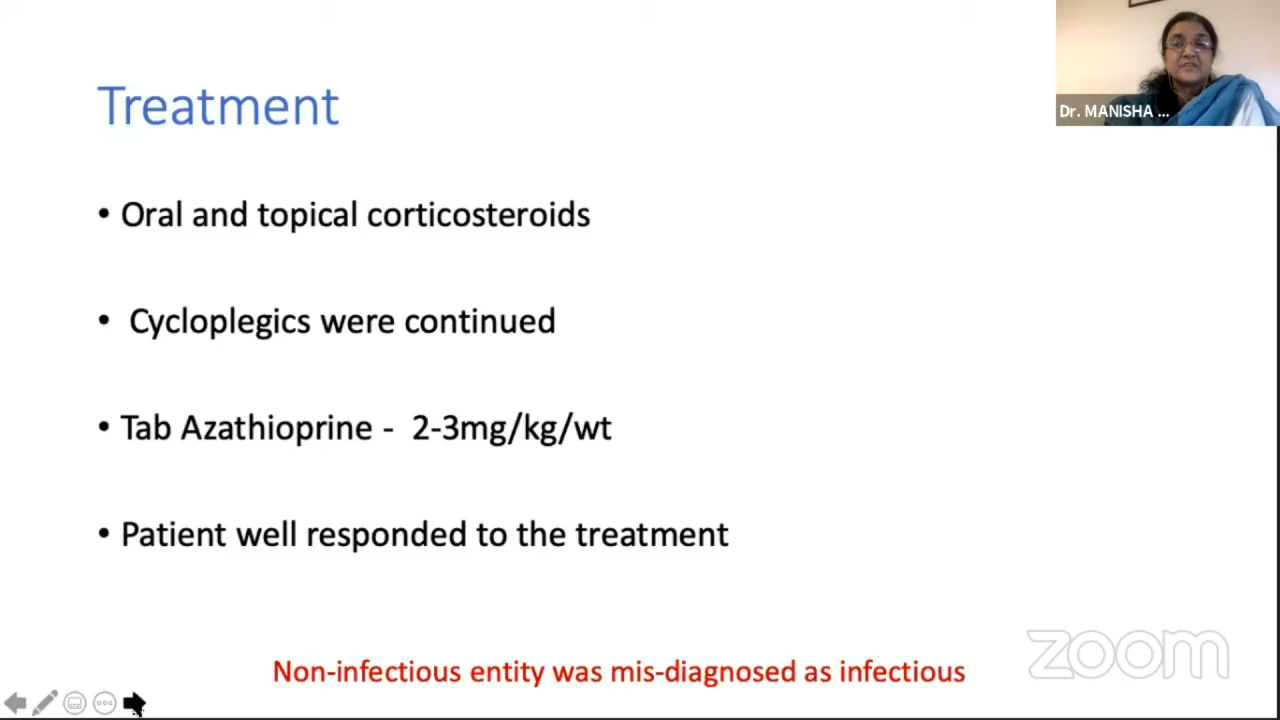 Dr. MANISHA ...
Treatment
• Oral and topical corticosteroids
• Cycloplegics were continued
• Tab Azathioprine - 2-3mg/kg/wt
• Patient well responded to the treatment
Non-infectious entity was mis-diagnosed as infectious
zoom